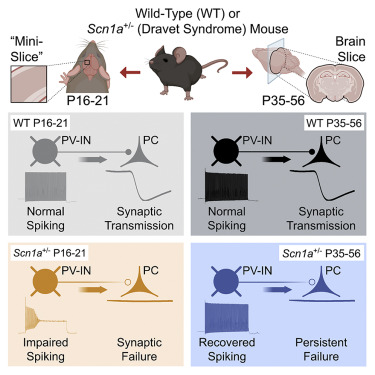 Wild-Type (WT) or
Scn1a+/- (Dravet Syndrome) Mouse
“Mini-
Slice”
P16-21
Brain
Slice
P35-56
WT P16-21
PV-IN
PC
Normal
Spiking
Synaptic
Transmission
WT P35-56
PV-IN
PC
Normal
Spiking
Synaptic
Transmission
Scn1a+/- P16-21
PV-IN
PC
Impaired
Spiking
Synaptic
Failure
Scn1a+/- P35-56
PV-IN
PC
Recovered
Spiking
Persistent
Failure